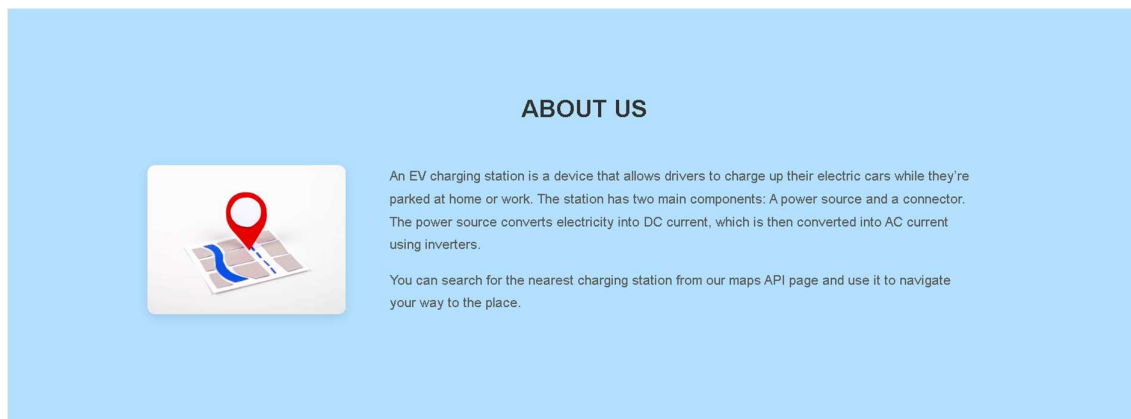 ABOUT US
An EV charging station is a device that allows drivers to charge up their electric cars while they’re
parked at home or work. The station has two main components: A power source and a connector.
The power source converts electricity into DC current, which is then converted into AC current
using inverters.
You can search for the nearest charging station from our maps API page and use it to navigate
your way to the place.